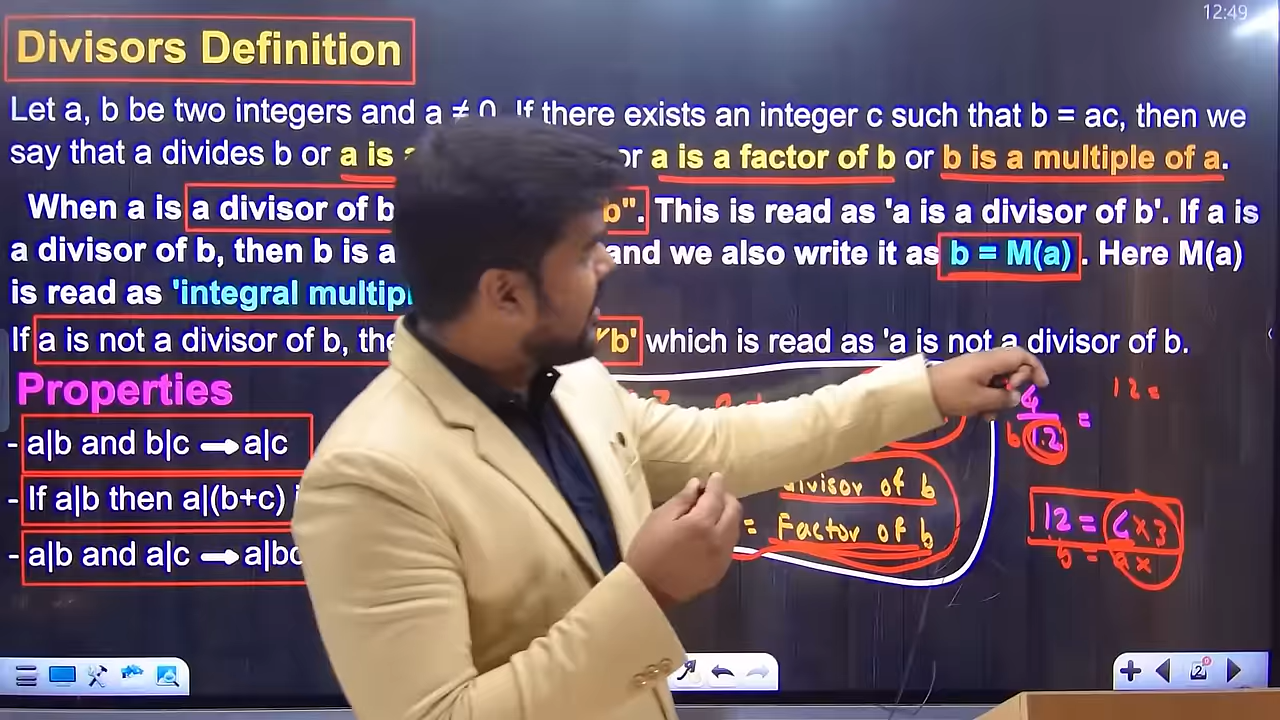 12:49
Divisors Definition
Let a, b be two integers and a ≠ 0. If there exists an integer c such that b = ac, then we
say that a divides b or a is a or a is a factor of b or b is a multiple of a.
When a is a divisor of b b". This is read as 'a is a divisor of b'. If a is
a divisor of b, then b is a and we also write it as b = M(a) . Here M(a)
is read as 'integral
If a is not a divisor of b, b' which is read as 'a is not a divisor of b.
Properties
- a|b and b|c → a|c
- If a|b then a|(b+c)
- a|b and a|c →
divisor of b
= Factor of b
12 =
12 =
12 = × 3
b = a ×
2